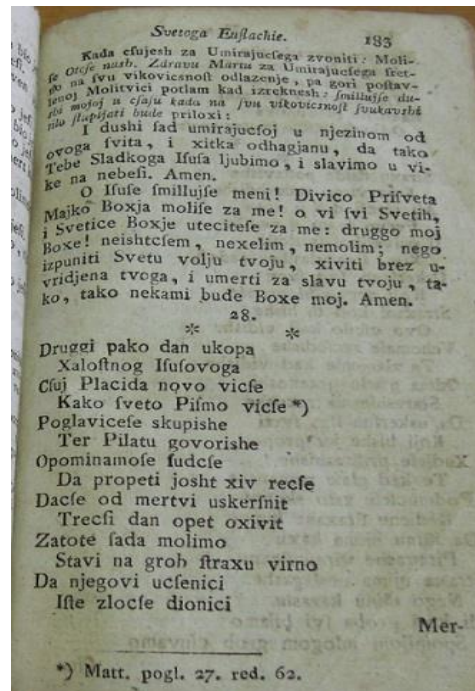 Svetoga Euſtachie. 183
Kada cſujesh za Umirajucſega zvoniti: Moli-
ſe Otcſe nash. Zdravu Mariu za Umirajucſega ſret-
no na ſvu vikovicsnoſt odlazenje, pa gori poſtav-
lenoj Molitvici potlam kad izreknesh: ſmillujſe du-
shi mojoj u cſaju kada na ſvu vikovicsnoſt ſvukavshi
tilo ſlapijati bude priloxi:
I dushi ſad umirajucſoj u njezinom od
ovoga ſvita, i xitka odhagjanu, da tako
Tebe Sladkoga Iſuſa ljubimo, i slavimo u vi-
ke na nebeſi. Amen.
O Iſuſe ſmillujſe meni! Divico Priſveta
Majko Boxja moliſe za me! o vi ſvi Svetih,
i Svetice Boxje uteciteſe za me: druggo moj
Boxe! neishtcſem, nexelim, nemolim; nego
izpuniti Svetu volju tvoju, xiviti brez u-
vridjena tvoga, i umerti za slavu tvoju, ta-
ko, tako nekami bude Boxe moj. Amen.
28.
* *
Druggi pako dan ukopa
Xaloſtnog Iſuſovoga
Cſuj Placida novo vicſe
Kako ſveto Piſmo vicſe *)
Poglaviceſe skupishe
Ter Pilatu govorishe
Opominamoſe ſudcſe
Da propeti josht xiv recſe
Dacſe od mertvi uskerſnit
Trecſi dan opet oxivit
Zatote ſada molimo
Stavi na grob ſtraxu virno
Da njegovi ucſenici
Iſte zlocſe dionici
Mer-
*) Matt. pogl. 27. red. 62.